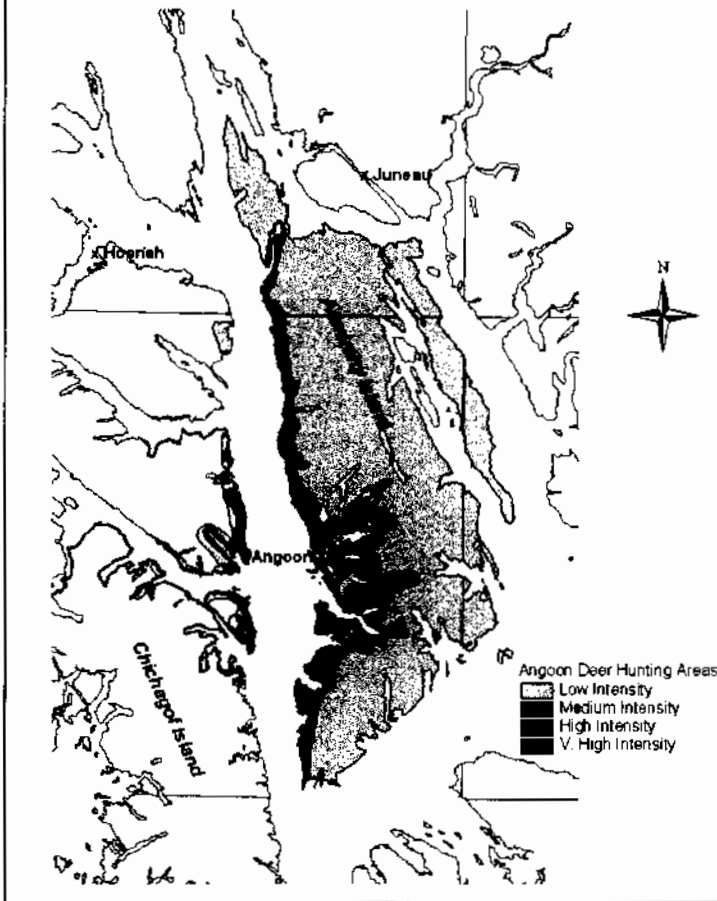 Juneau
Hoonah
N
Angoon
Chichagof Island
Angoon Deer Hunting Areas
Low Intensity
Medium Intensity
High Intensity
V. High Intensity